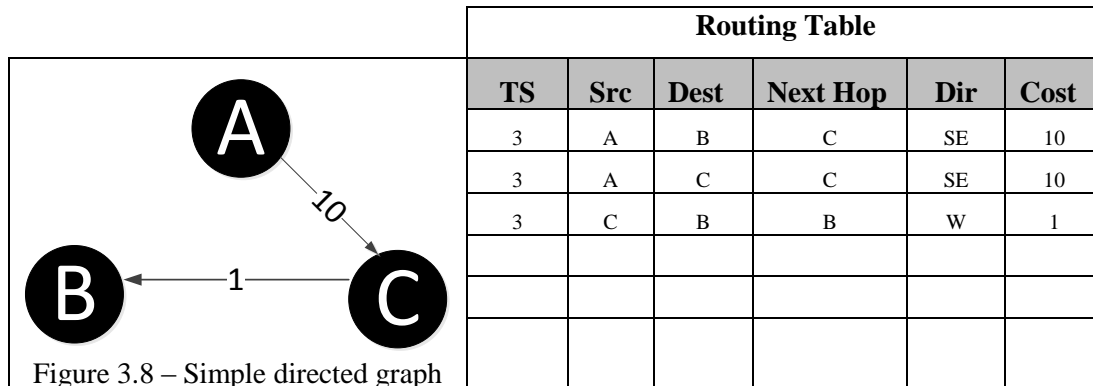 Routing Table
TS Src Dest Next Hop Dir Cost
3 A B C SE 10
3 A C C SE 10
3 C B B W 1
A
10
B
1
C
Figure 3.8 – Simple directed graph